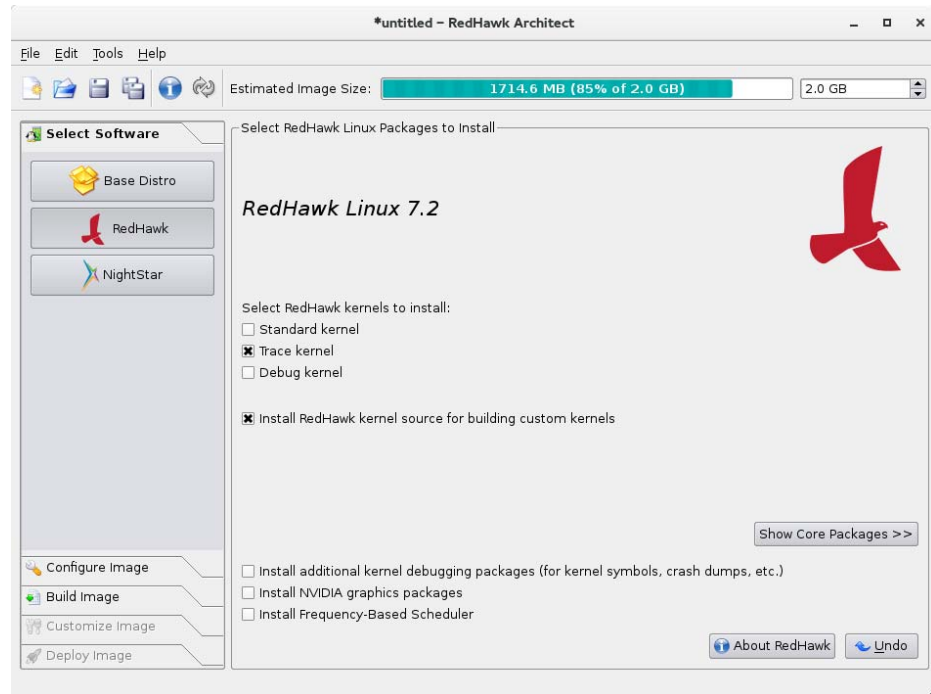 *untitled – RedHawk Architect
File Edit Tools Help
Estimated Image Size: 1714.6 MB (85% of 2.0 GB) 2.0 GB
Select Software
Base Distro
RedHawk
NightStar
Configure Image
Build Image
Customize Image
Deploy Image
Select RedHawk Linux Packages to Install
RedHawk Linux 7.2
Select RedHawk kernels to install:
Standard kernel
Trace kernel
Debug kernel
Install RedHawk kernel source for building custom kernels
Show Core Packages >>
Install additional kernel debugging packages (for kernel symbols, crash dumps, etc.)
Install NVIDIA graphics packages
Install Frequency-Based Scheduler
About RedHawk Undo